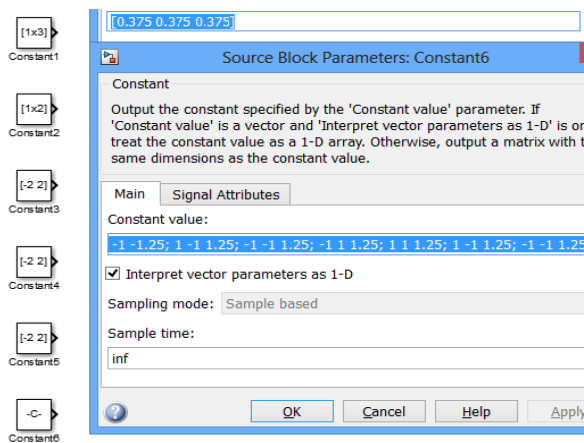 [1x3]
Constant1
[1x2]
Constant2
[-2 2]
Constant3
[-2 2]
Constant4
[-2 2]
Constant5
-C-
Constant6
[0.375 0.375 0.375]
Source Block Parameters: Constant6
Constant
Output the constant specified by the 'Constant value' parameter. If
'Constant value' is a vector and 'Interpret vector parameters as 1-D' is on
treat the constant value as a 1-D array. Otherwise, output a matrix with t
same dimensions as the constant value.
Main Signal Attributes
Constant value:
-1 -1.25; 1 -1 1.25; -1 -1 1.25; -1 1 1.25; 1 1 1.25; 1 -1 1.25; -1 -1 1.25
Interpret vector parameters as 1-D
Sampling mode: Sample based
Sample time:
inf
OK Cancel Help Apply